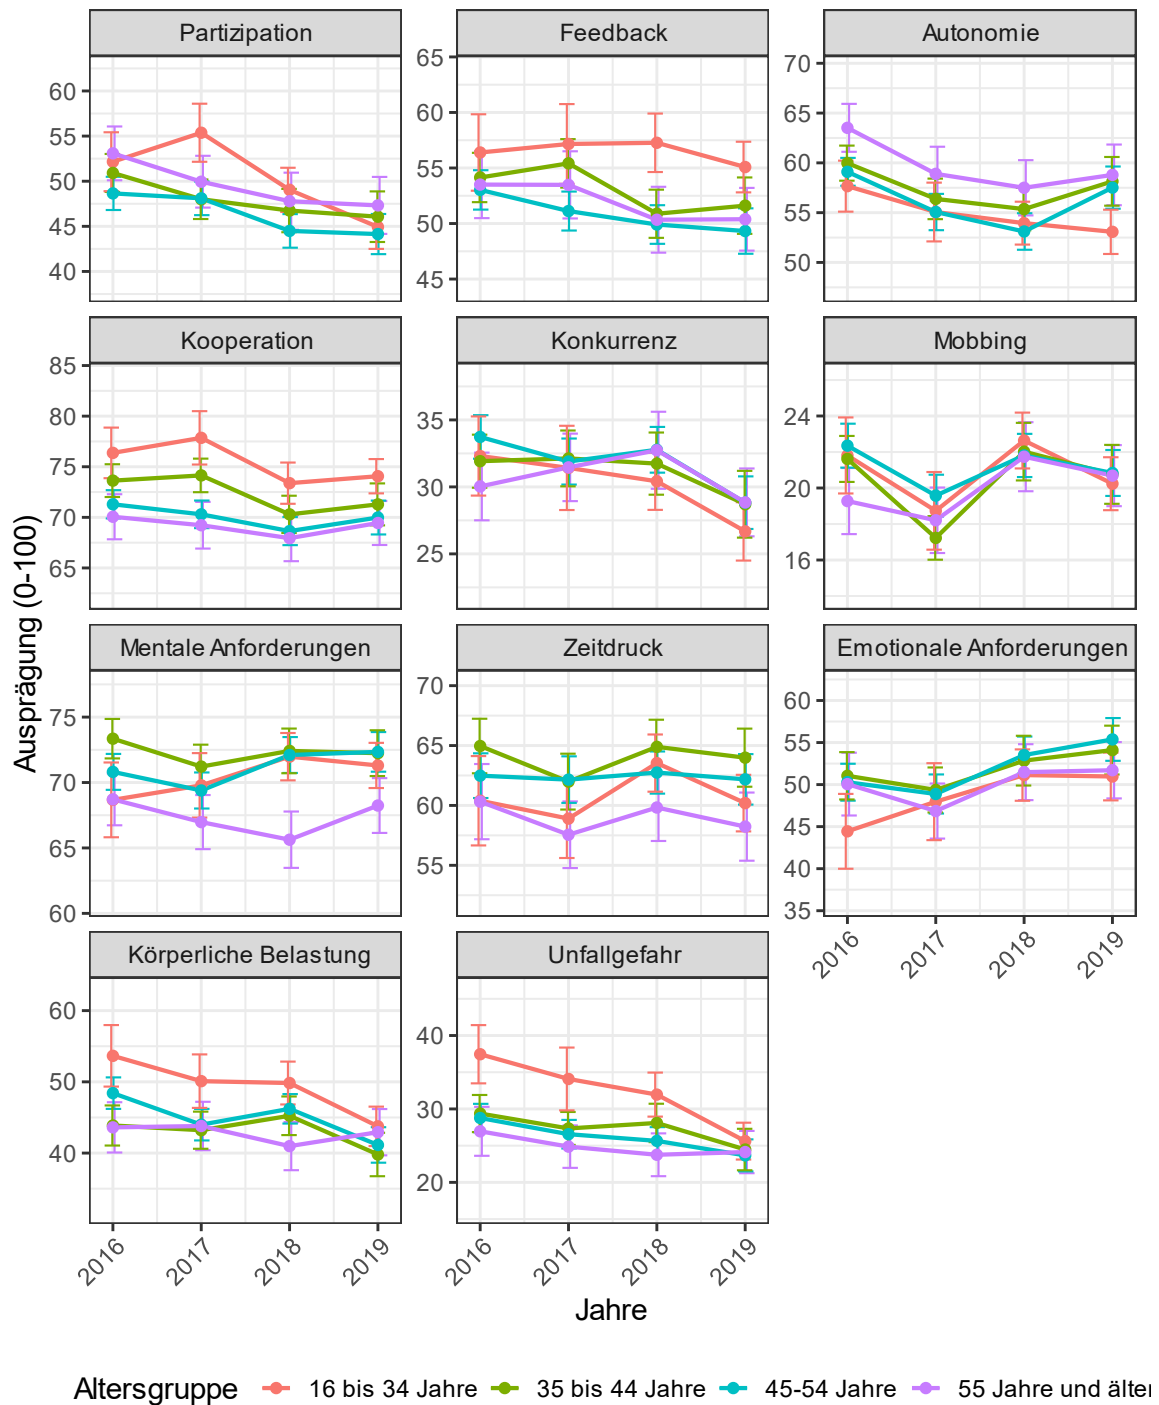 Partizipation Feedback Autonomie
60 55 50 45 40
65 60 55 50 45
70 65 60 55 50
Kooperation Konkurrenz Mobbing
85 80 75 70 65
35 30 25
24 20 16
Ausprägung (0-100)
Mentale Anforderungen Zeitdruck Emotionale Anforderungen
75 70 65 60
70 65 60 55
60 55 50 45 40 35
2016 2017 2018 2019
Körperliche Belastung Unfallgefahr
60 50 40
40 30 20
2016 2017 2018 2019 2016 2017 2018 2019
Jahre
Altersgruppe 16 bis 34 Jahre 35 bis 44 Jahre 45-54 Jahre 55 Jahre und älter